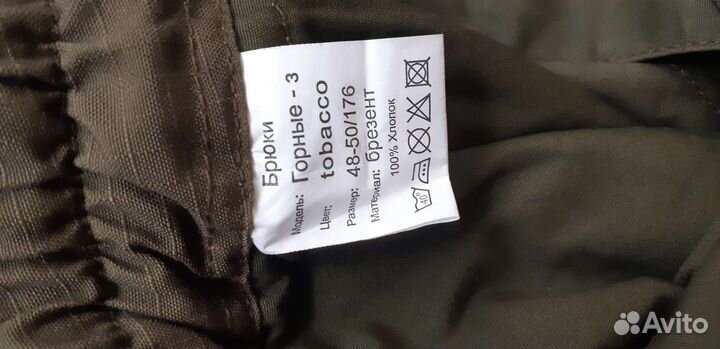 Брюки
Модель: Горные - 3
Цвет: tobacco
Размер: 48-50/176
Материал: брезент
100% Хлопок
40°
Avito